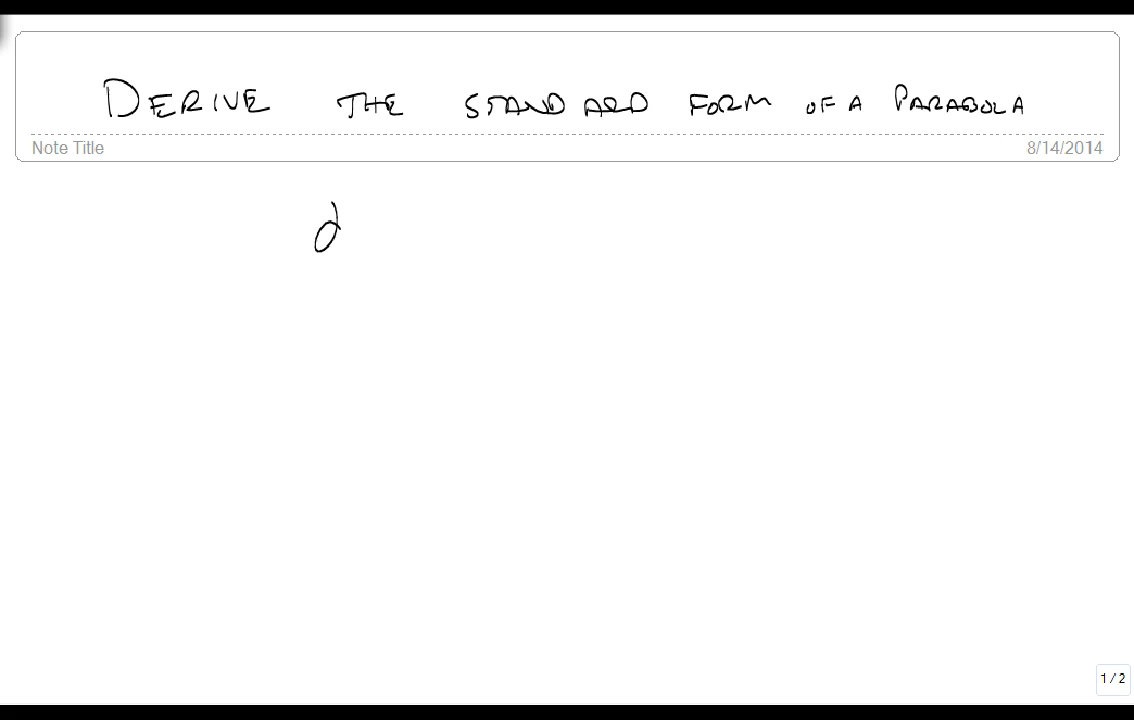 DERIVE THE STANDARD FORM OF A PARABOLA
Note Title 8/14/2014
d
1/2